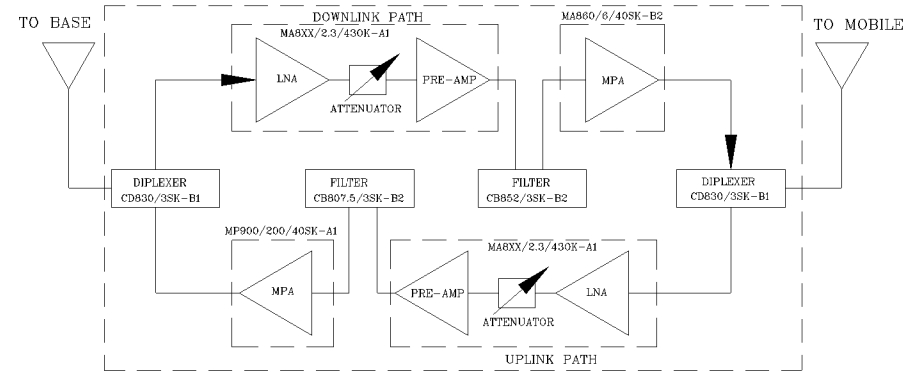 DOWNLINK PATH
MA860/6/40SK-B2
TO BASE
TO MOBILE
MA8XX/2.3/430K-A1
LNA
PRE-AMP
MPA
ATTENUATOR
DIPLEXER
CD830/3SK-B1
FILTER
CB807.5/3SK-B2
FILTER
CB852/3SK-B2
DIPLEXER
CD830/3SK-B1
MP900/200/40SK-A1
MA8XX/2.3/430K-A1
MPA
PRE-AMP
LNA
ATTENUATOR
UPLINK PATH